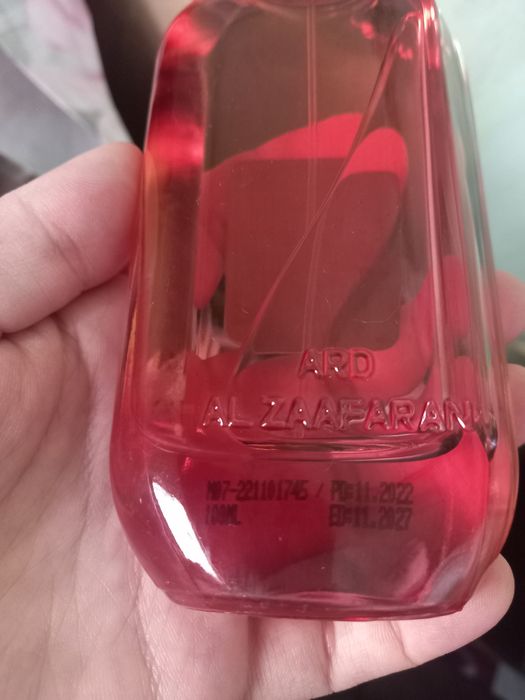 ARD
AL ZAAFARAN
M07-221101745 / PD:11.2022
100ML ED:11.2027